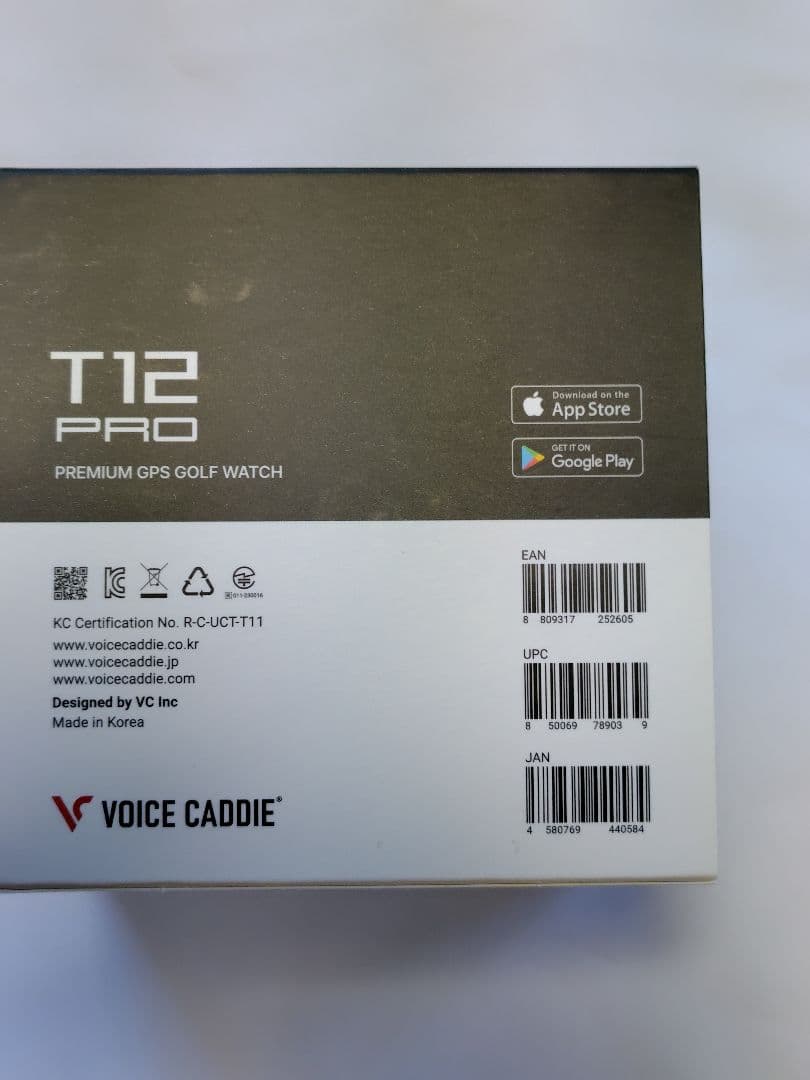 T12
PRO
PREMIUM GPS GOLF WATCH
Download on the
App Store
GET IT ON
Google Play
KC Certification No. R-C-UCT-T11
www.voicecaddie.co.kr
www.voicecaddie.jp
www.voicecaddie.com
Designed by VC Inc
Made in Korea
VOICE CADDIE®
EAN
8 809317 252605
UPC
8 50069 78903 9
JAN
4 580769 440584